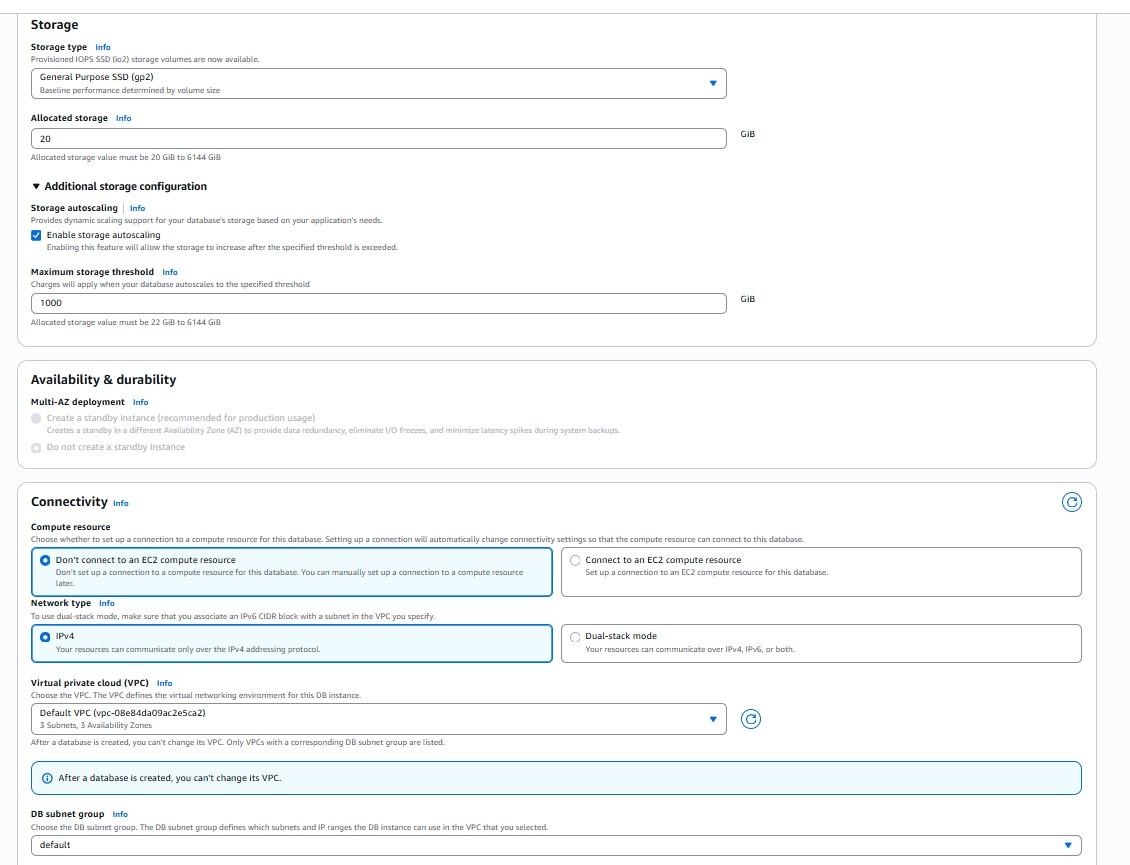 Storage
Storage type Info
Provisioned IOPS SSD (io2) storage volumes are now available.
General Purpose SSD (gp2)
Baseline performance determined by volume size
Allocated storage Info
20
GiB
Allocated storage value must be 20 GiB to 6144 GiB
Additional storage configuration
Storage autoscaling Info
Provides dynamic scaling support for your database's storage based on your application's needs.
Enable storage autoscaling
Enabling this feature will allow the storage to increase after the specified threshold is exceeded.
Maximum storage threshold Info
Charges will apply when your database autoscales to the specified threshold
1000
GiB
Allocated storage value must be 22 GiB to 6144 GiB
Availability & durability
Multi-AZ deployment Info
Create a standby instance (recommended for production usage)
Creates a standby in a different Availability Zone (AZ) to provide data redundancy, eliminate I/O freezes, and minimize latency spikes during system backups.
Do not create a standby instance
Connectivity Info
Compute resource
Choose whether to set up a connection to a compute resource for this database. Setting up a connection will automatically change connectivity settings so that the compute resource can connect to this database.
Don't connect to an EC2 compute resource
Don't set up a connection to a compute resource for this database. You can manually set up a connection to a compute resource
later.
Connect to an EC2 compute resource
Set up a connection to an EC2 compute resource for this database.
Network type Info
To use dual-stack mode, make sure that you associate an IPv6 CIDR block with a subnet in the VPC you specify.
IPv4
Your resources can communicate only over the IPv4 addressing protocol.
Dual-stack mode
Your resources can communicate over IPv4, IPv6, or both.
Virtual private cloud (VPC) Info
Choose the VPC. The VPC defines the virtual networking environment for this DB instance.
Default VPC (vpc-08e84da09ac2e5ca2)
3 Subnets, 3 Availability Zones
After a database is created, you can't change its VPC. Only VPCs with a corresponding DB subnet group are listed.
After a database is created, you can't change its VPC.
DB subnet group Info
Choose the DB subnet group. The DB subnet group defines which subnets and IP ranges the DB instance can use in the VPC that you selected.
default